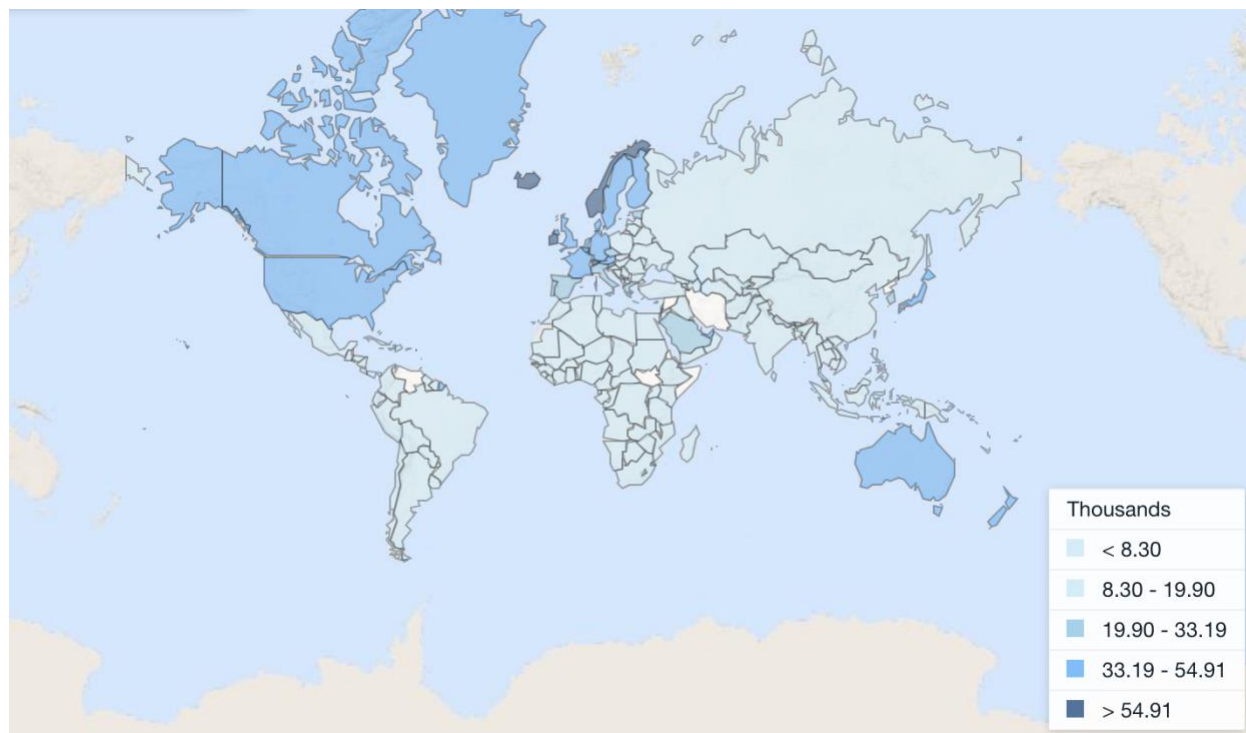 Thousands
< 8.30
8.30 - 19.90
19.90 - 33.19
33.19 - 54.91
> 54.91